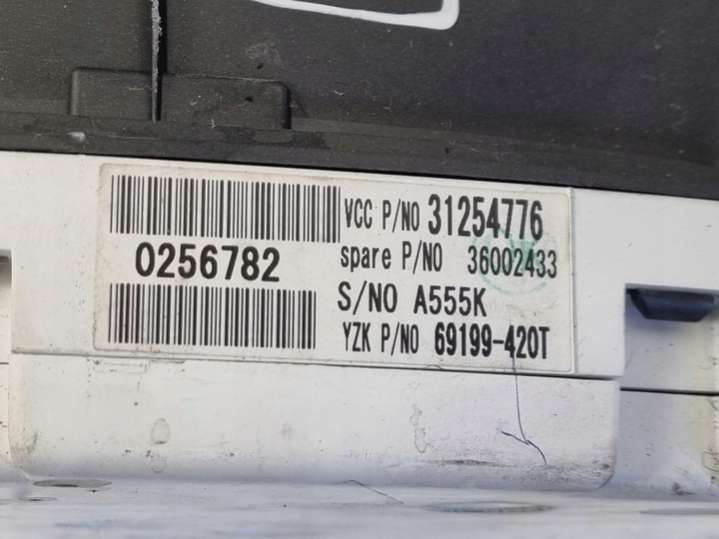 VCC P/NO 31254776
0256782
spare P/NO 36002433
S/NO A555K
YZK P/NO 69199-420T